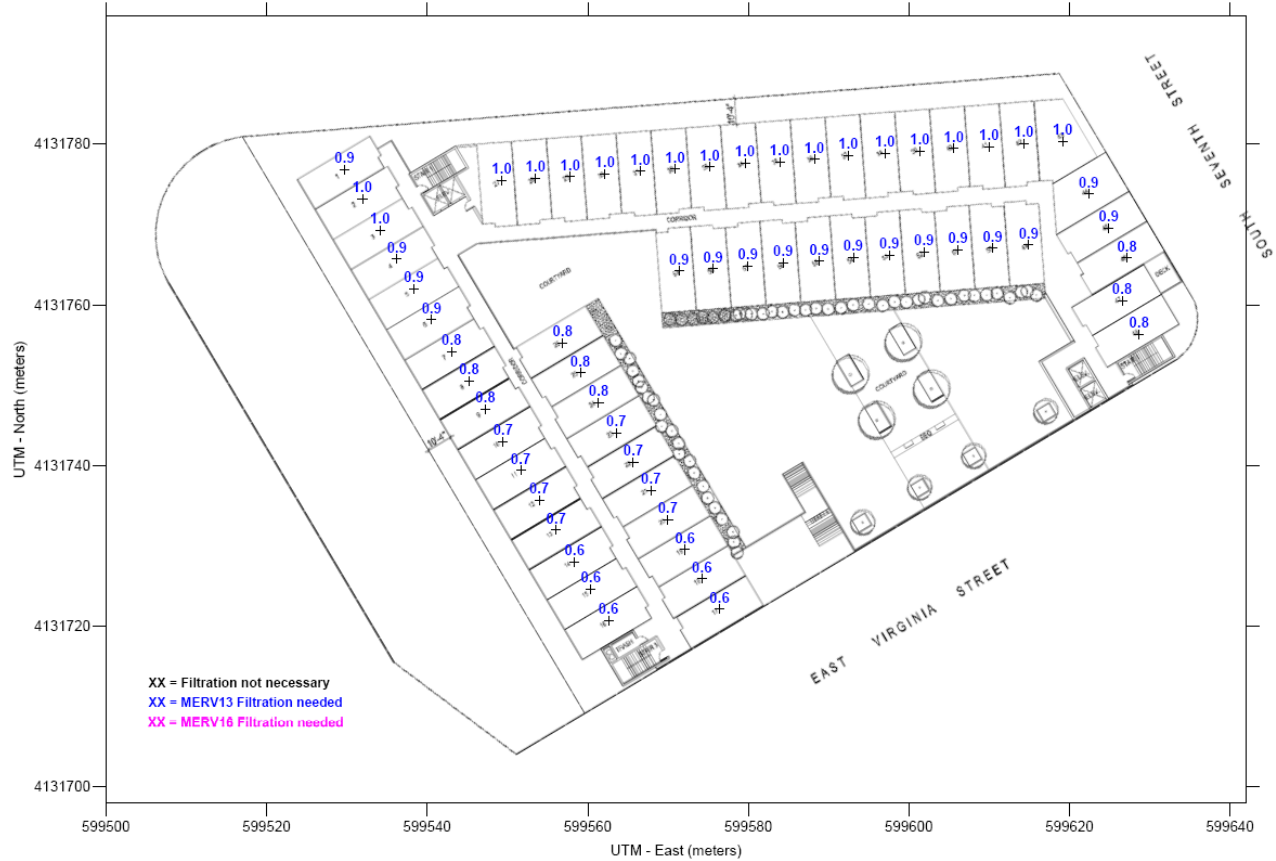 SOUTH SEVENTH STREET STREET
4131780
4131760
4131740
4131720
4131700
UTM - North (meters)
10'-4"
1.0 1.0 1.0 1.0 1.0 1.0 1.0 1.0 1.0 1.0 1.0 1.0 1.0 1.0 1.0 1.0 1.0
0.9
1.0
1.0
0.9
0.9
0.9
0.8
0.8
0.8
0.7
0.7
0.7
0.7
0.6
0.6
0.6
CORRIDOR
0.9 0.9 0.9 0.9 0.9 0.9 0.9 0.9 0.9 0.9 0.9
0.9
0.9
0.8
0.8
0.8
DECK
COURTYARD
CORRIDOR
0.8
0.8
0.8
0.7
0.7
0.7
0.7
0.6
0.6
0.6
COURTYARD
BBQ
10'-4"
TRASH
EAST VIRGINIA STREET
XX = Filtration not necessary
XX = MERV13 Filtration needed
XX = MERV16 Filtration needed
599500 599520 599540 599560 599580 599600 599620 599640
UTM - East (meters)